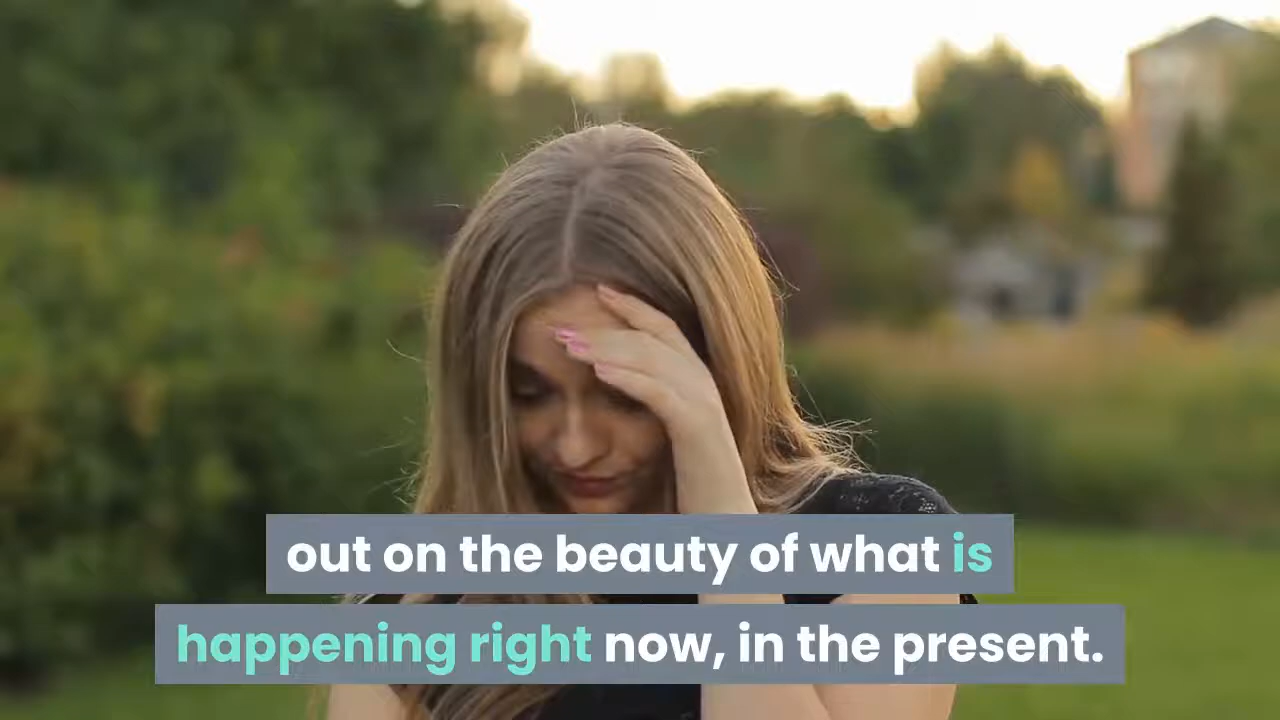 out on the beauty of what is
happening right now, in the present.